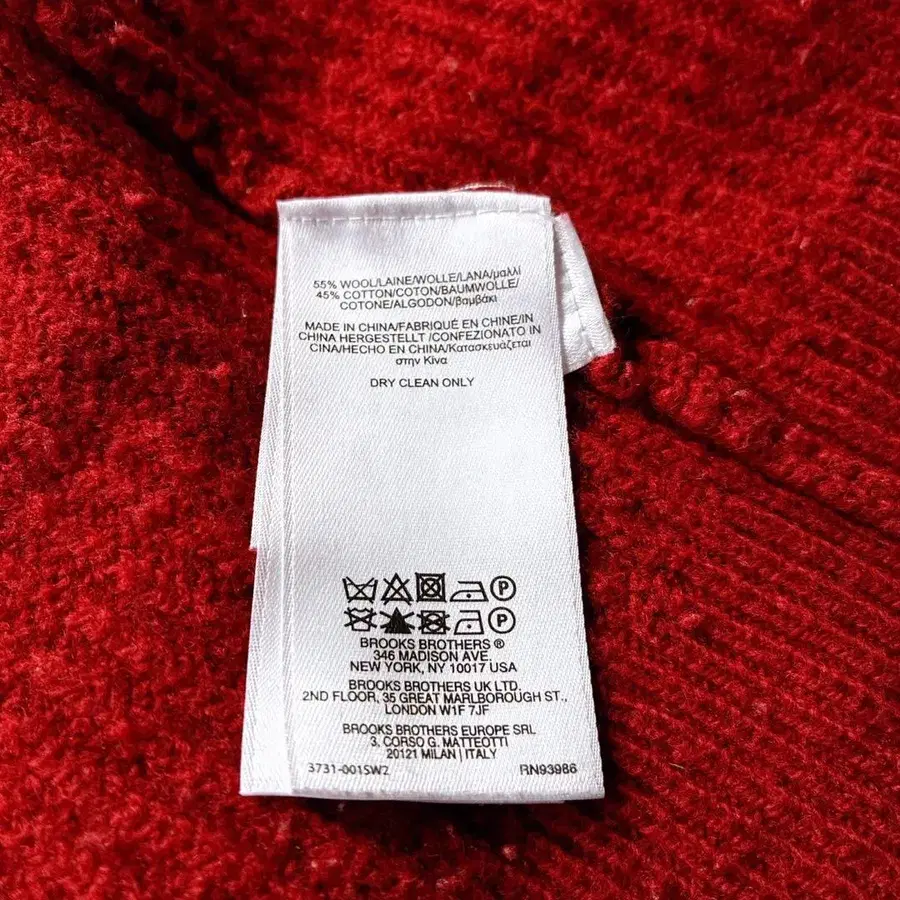 55% WOOL/LAINE/WOLLE/LANA/μαλλί
45% COTTON/COTON/BAUMWOLLE/
COTONE/ALGODON/βαμβάκι
MADE IN CHINA/FABRIQUÉ EN CHINE/IN
CHINA HERGESTELLT /CONFEZIONATO IN
CINA/HECHO EN CHINA/Κατασκευάζεται
στην Κίνα
DRY CLEAN ONLY
P
P
BROOKS BROTHERS ®
346 MADISON AVE.
NEW YORK, NY 10017 USA
BROOKS BROTHERS UK LTD.
2ND FLOOR, 35 GREAT MARLBOROUGH ST.,
LONDON W1F 7JF
BROOKS BROTHERS EUROPE SRL
3, CORSO G. MATTEOTTI
20121 MILAN | ITALY
3731-001SW2 RN93986